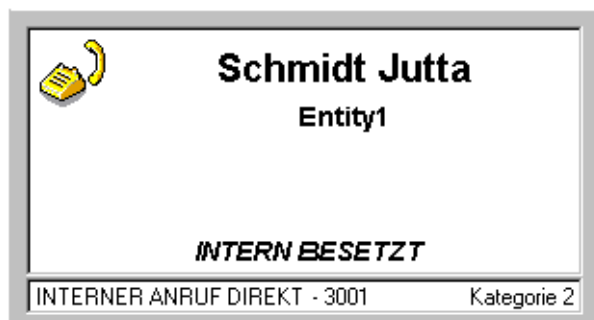 Schmidt Jutta
Entity1
INTERN BESETZT
INTERNER ANRUF DIREKT - 3001 Kategorie 2